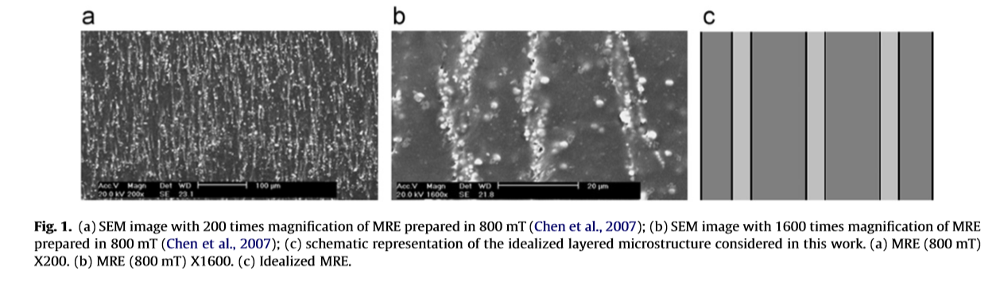 a
b
c
Acc.V Magn Det WD 100 µm
20.0 kV 200x SE 23.1
Acc.V Magn Det WD 20 µm
20.0 kV 1600x SE 21.8
Fig. 1. (a) SEM image with 200 times magnification of MRE prepared in 800 mT (Chen et al., 2007); (b) SEM image with 1600 times magnification of MRE
prepared in 800 mT (Chen et al., 2007); (c) schematic representation of the idealized layered microstructure considered in this work. (a) MRE (800 mT)
X200. (b) MRE (800 mT) X1600. (c) Idealized MRE.